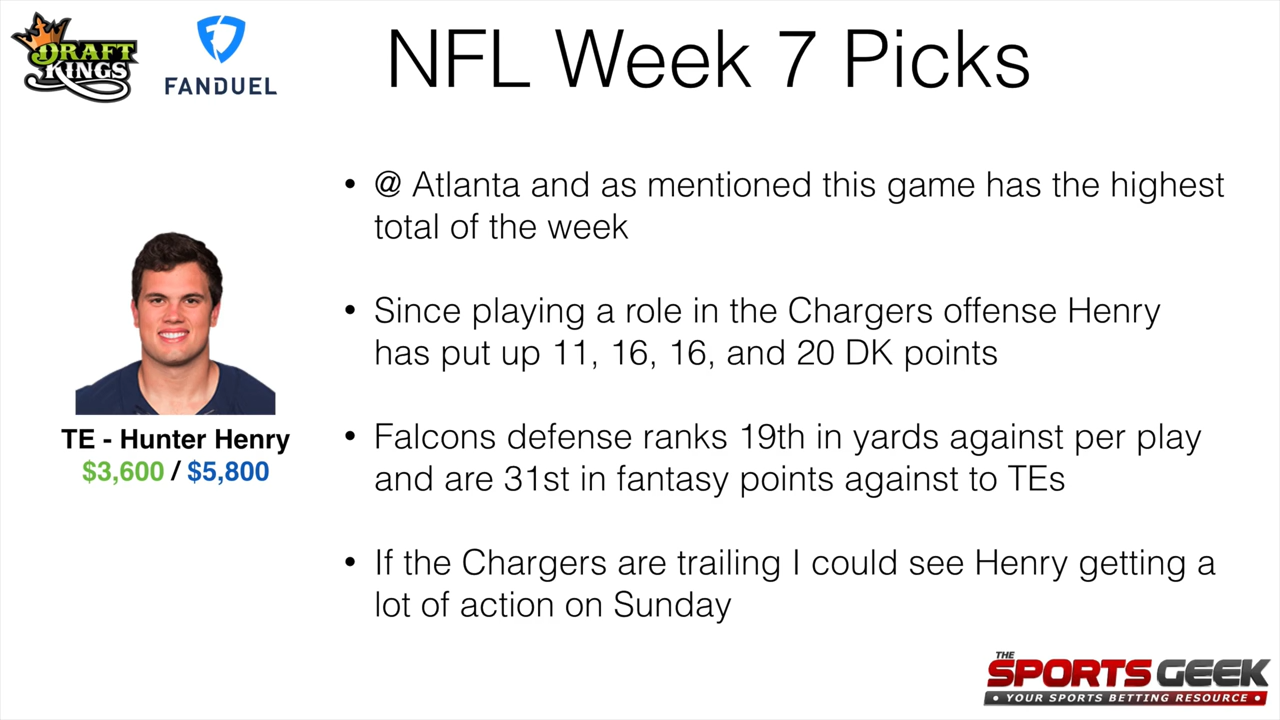 DRAFT
KINGS
FANDUEL
NFL Week 7 Picks
• @ Atlanta and as mentioned this game has the highest
total of the week
• Since playing a role in the Chargers offense Henry
has put up 11, 16, 16, and 20 DK points
TE - Hunter Henry
$3,600 / $5,800
• Falcons defense ranks 19th in yards against per play
and are 31st in fantasy points against to TEs
• If the Chargers are trailing I could see Henry getting a
lot of action on Sunday
THE
SPORTS GEEK
• YOUR SPORTS BETTING RESOURCE •